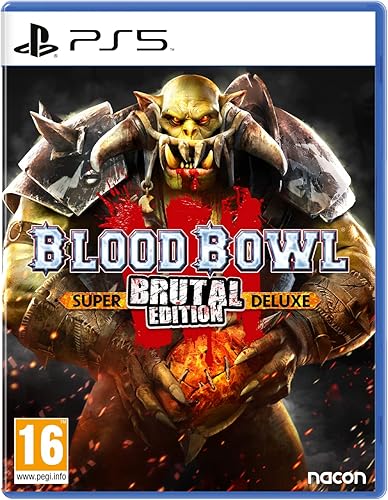 PS5
BLOOD BOWL
III
SUPER BRUTAL DELUXE
EDITION
16
www.pegi.info
nacon